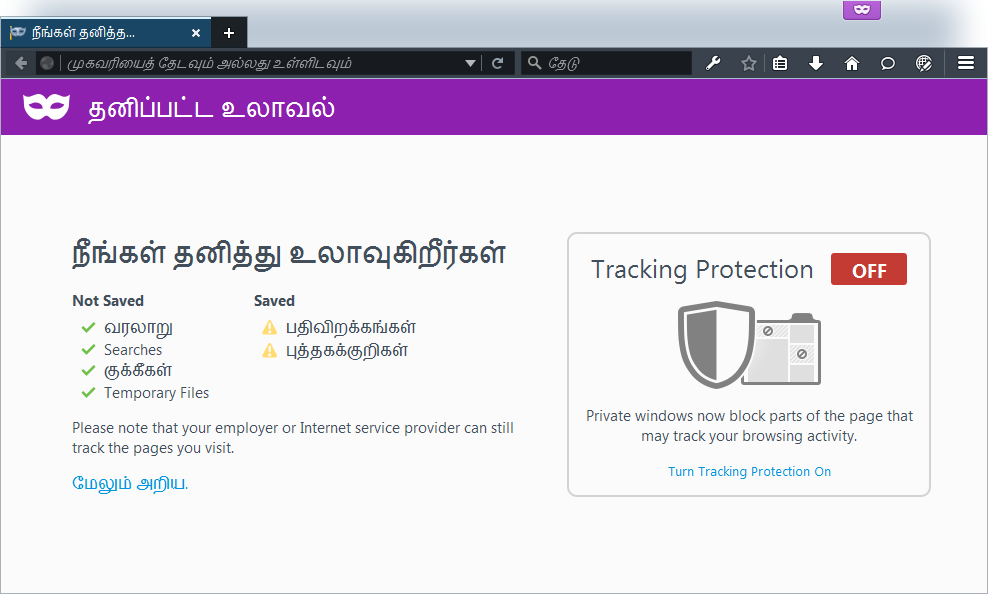 நீங்கள் தனித்த...
முகவரியைத் தேடவும் அல்லது உள்ளிடவும்
தேடு
தனிப்பட்ட உலாவல்
நீங்கள் தனித்து உலாவுகிறீர்கள்
Not Saved
வரலாறு
Searches
குக்கீகள்
Temporary Files
Saved
பதிவிறக்கங்கள்
புத்தகக்குறிகள்
Please note that your employer or Internet service provider can still
track the pages you visit.
மேலும் அறிய.
Tracking Protection OFF
Private windows now block parts of the page that
may track your browsing activity.
Turn Tracking Protection On